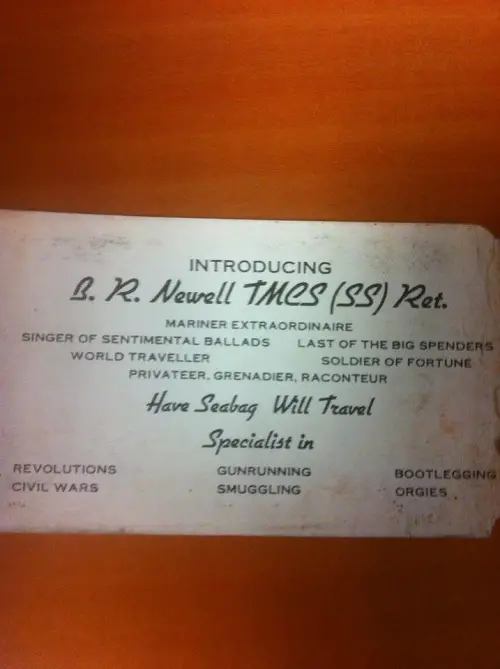 INTRODUCING
B. R. Newell TMCS (SS) Ret.
MARINER EXTRAORDINAIRE
SINGER OF SENTIMENTAL BALLADS LAST OF THE BIG SPENDERS
WORLD TRAVELLER SOLDIER OF FORTUNE
PRIVATEER, GRENADIER, RACONTEUR
Have Seabag Will Travel
Specialist in
REVOLUTIONS GUNRUNNING BOOTLEGGING
CIVIL WARS SMUGGLING ORGIES